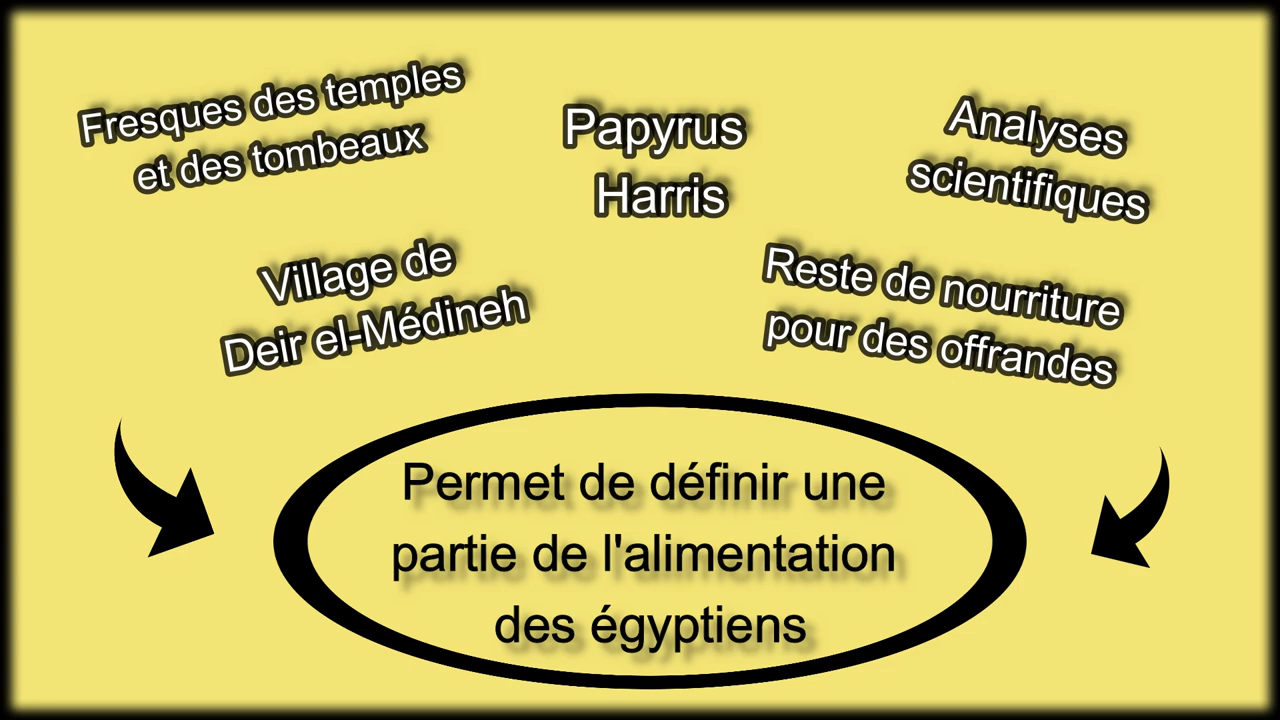 Fresques des temples
et des tombeaux
Papyrus
Harris
Analyses
scientifiques
Village de
Deir el-Médineh
Reste de nourriture
pour des offrandes
Permet de définir une
partie de l'alimentation
des égyptiens